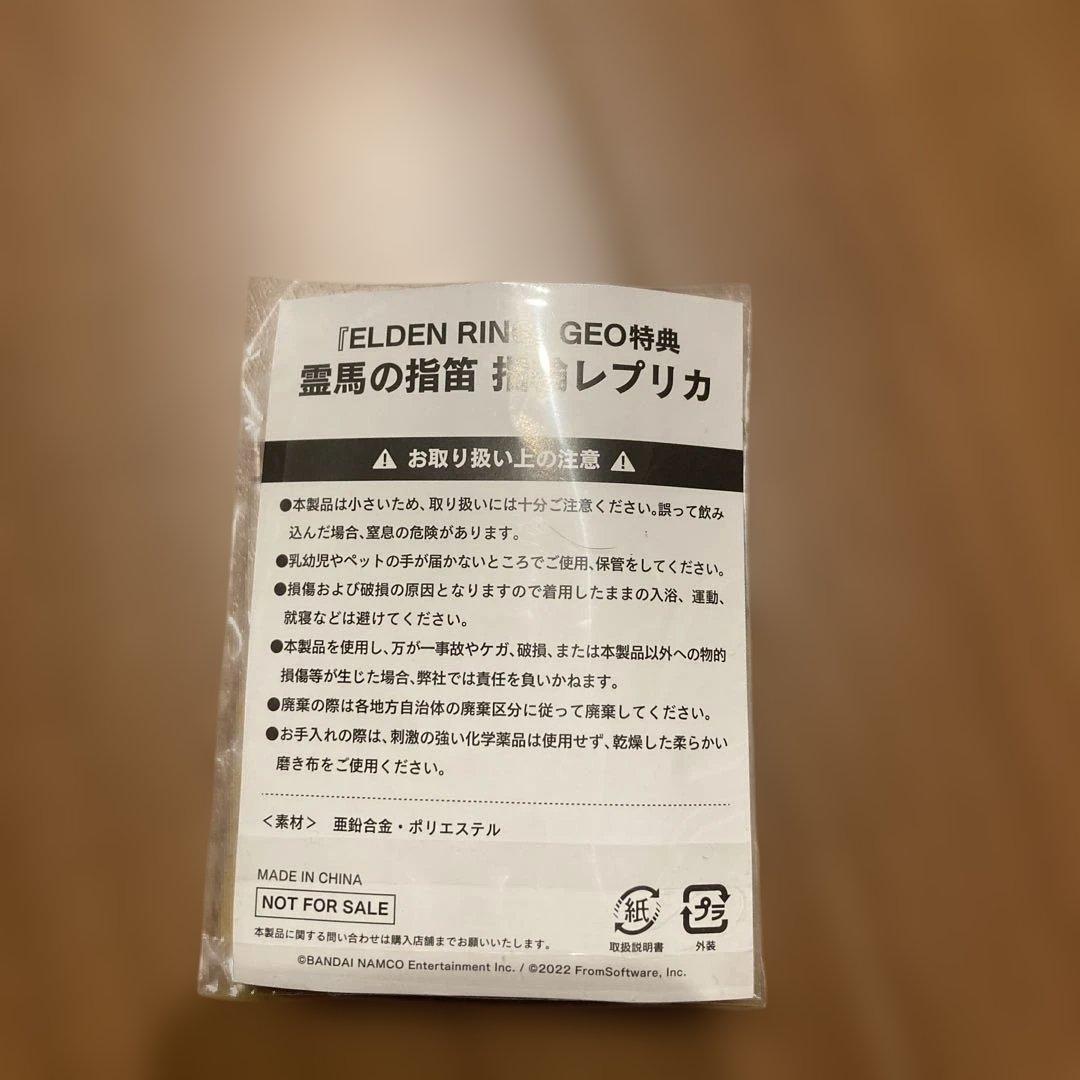 『ELDEN RING』 GEO特典
霊馬の指笛 指輪レプリカ
お取り扱い上の注意
●本製品は小さいため、取り扱いには十分ご注意ください。誤って飲み
込んだ場合、窒息の危険があります。
●乳幼児やペットの手が届かないところでご使用、保管をしてください。
●損傷および破損の原因となりますので着用したままの入浴、運動、
就寝などは避けてください。
●本製品を使用し、万が一事故やケガ、破損、または本製品以外への物的
損傷等が生じた場合、弊社では責任を負いかねます。
●廃棄の際は各地方自治体の廃棄区分に従って廃棄してください。
●お手入れの際は、刺激の強い化学薬品は使用せず、乾燥した柔らかい
磨き布をご使用ください。
＜素材＞ 亜鉛合金・ポリエステル
MADE IN CHINA
NOT FOR SALE
本製品に関する問い合わせは購入店舗までお願いいたします。
紙
取扱説明書
プラ
外装
©BANDAI NAMCO Entertainment Inc. / ©2022 FromSoftware, Inc.